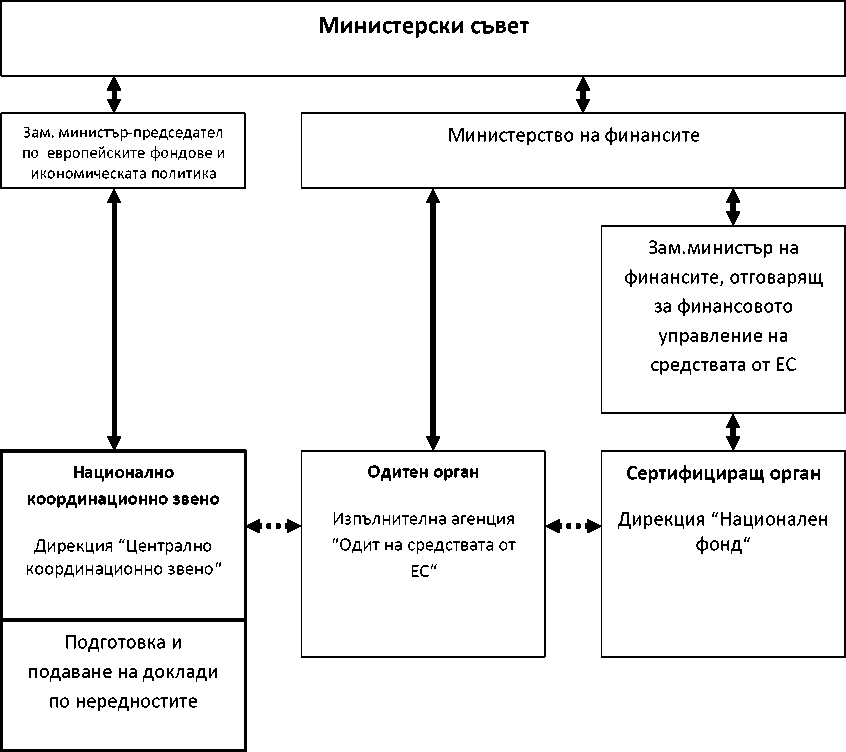 Министерски съвет
Зам. министър-председател
по европейските фондове и
икономическата политика
Министерство на финансите
Зам.министър на
финансите, отговарящ
за финансовото
управление на
средствата от ЕС
Национално
координационно звено
Дирекция “Централно
координационно звено“
Одитен орган
Изпълнителна агенция
“Одит на средствата от
ЕС“
Сертифициращ орган
Дирекция “Национален
фонд“
Подготовка и
подаване на доклади
по нередностите